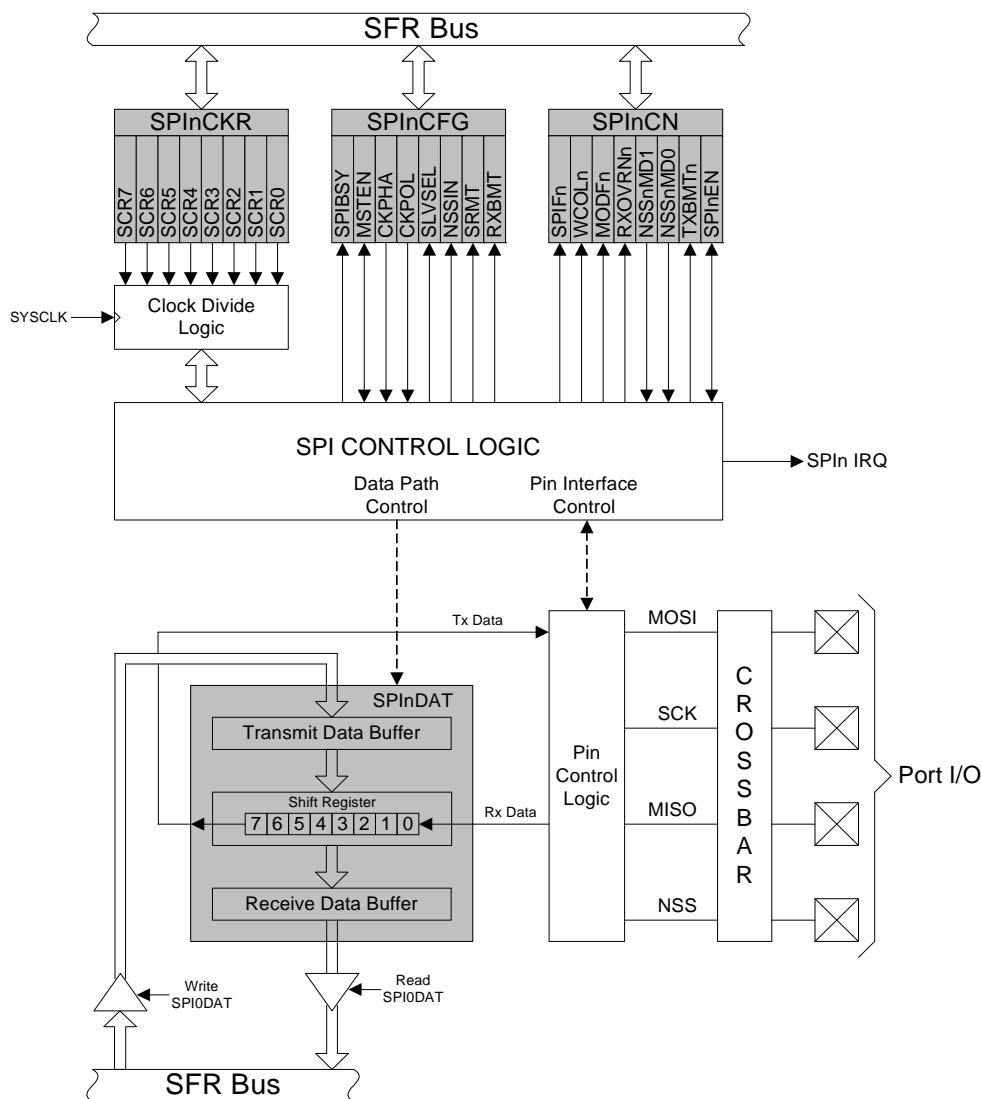 SFR Bus
SPInCKR
SCR7
SCR6
SCR5
SCR4
SCR3
SCR2
SCR1
SCR0
SPInCFG
SPIBSY
MSTEN
CKPHA
CKPOL
SLVSEL
NSSIN
SRMT
RXBMT
SPInCN
SPIFn
WCOLn
MODFn
RXOVRNn
NSSnMD1
NSSnMD0
TXBMTn
SPInEN
SYSCLK
Clock Divide
Logic
SPI CONTROL LOGIC
Data Path
Control
Pin Interface
Control
SPIn IRQ
Tx Data
MOSI
SCK
MISO
NSS
Pin
Control
Logic
CROSSBAR
Port I/O
SPInDAT
Transmit Data Buffer
Shift Register
7 6 5 4 3 2 1 0
Rx Data
Receive Data Buffer
Write
SPI0DAT
Read
SPI0DAT
SFR Bus